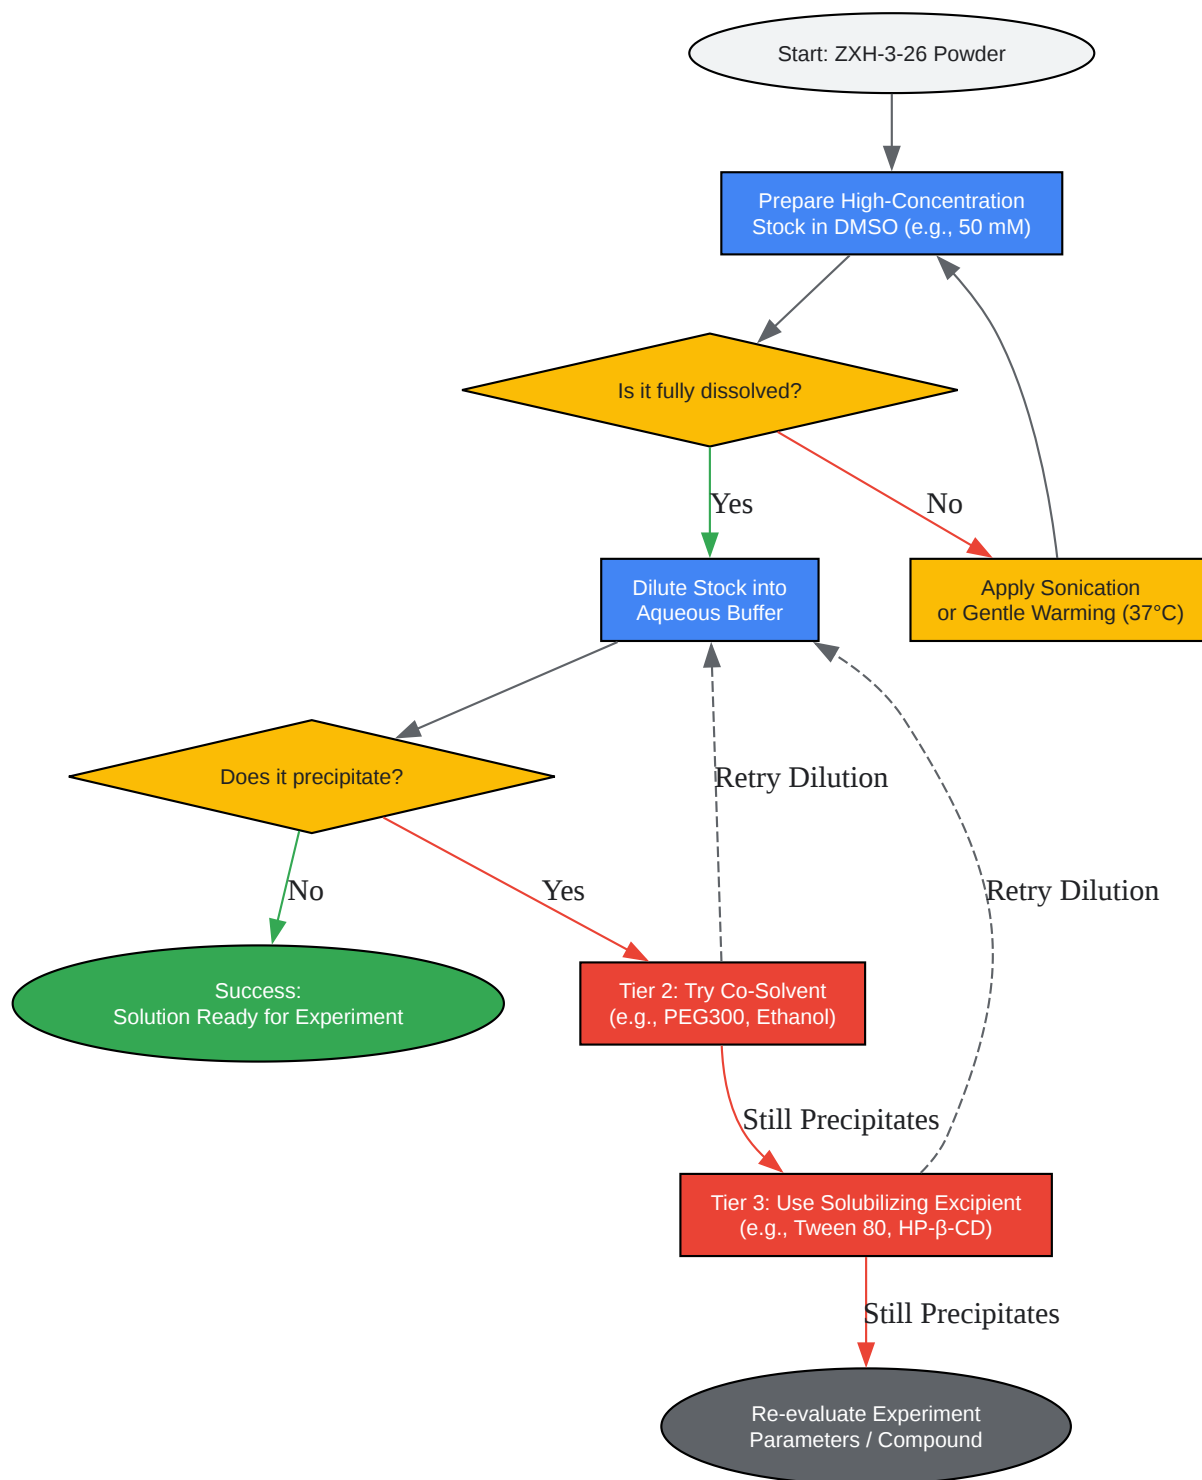 Start: ZXH-3-26 Powder
Prepare High-Concentration
Stock in DMSO (e.g., 50 mM)
Is it fully dissolved?
Yes
No
Dilute Stock into
Aqueous Buffer
Apply Sonication
or Gentle Warming (37°C)
Does it precipitate?
Retry Dilution
No
Yes
Retry Dilution
Success:
Solution Ready for Experiment
Tier 2: Try Co-Solvent
(e.g., PEG300, Ethanol)
Still Precipitates
Tier 3: Use Solubilizing Excipient
(e.g., Tween 80, HP-β-CD)
Still Precipitates
Re-evaluate Experiment
Parameters / Compound